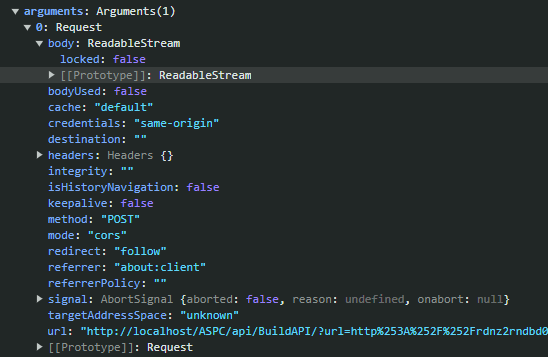 arguments: Arguments(1)
0: Request
body: ReadableStream
locked: false
[[Prototype]]: ReadableStream
bodyUsed: false
cache: "default"
credentials: "same-origin"
destination: ""
headers: Headers {}
integrity: ""
isHistoryNavigation: false
keepalive: false
method: "POST"
mode: "cors"
redirect: "follow"
referrer: "about:client"
referrerPolicy: ""
signal: AbortSignal {aborted: false, reason: undefined, onabort: null}
targetAddressSpace: "unknown"
url: "http://localhost/ASPC/api/BuildAPI/?url=http%253A%252F%252Frdnz2rndbd0
[[Prototype]]: Request